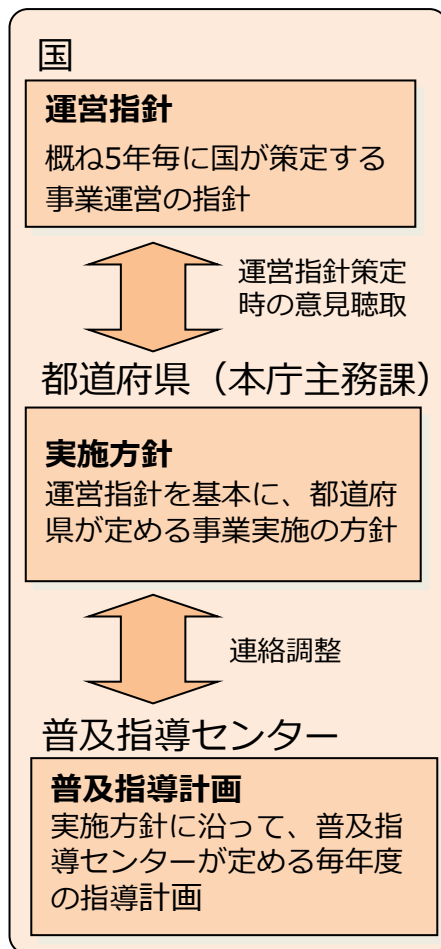 国
運営指針
概ね5年毎に国が策定する
事業運営の指針
運営指針策定
時の意見聴取
都道府県（本庁主務課）
実施方針
運営指針を基本に、都道府
県が定める事業実施の方針
連絡調整
普及指導センター
普及指導計画
実施方針に沿って、普及指
導センターが定める毎年度
の指導計画